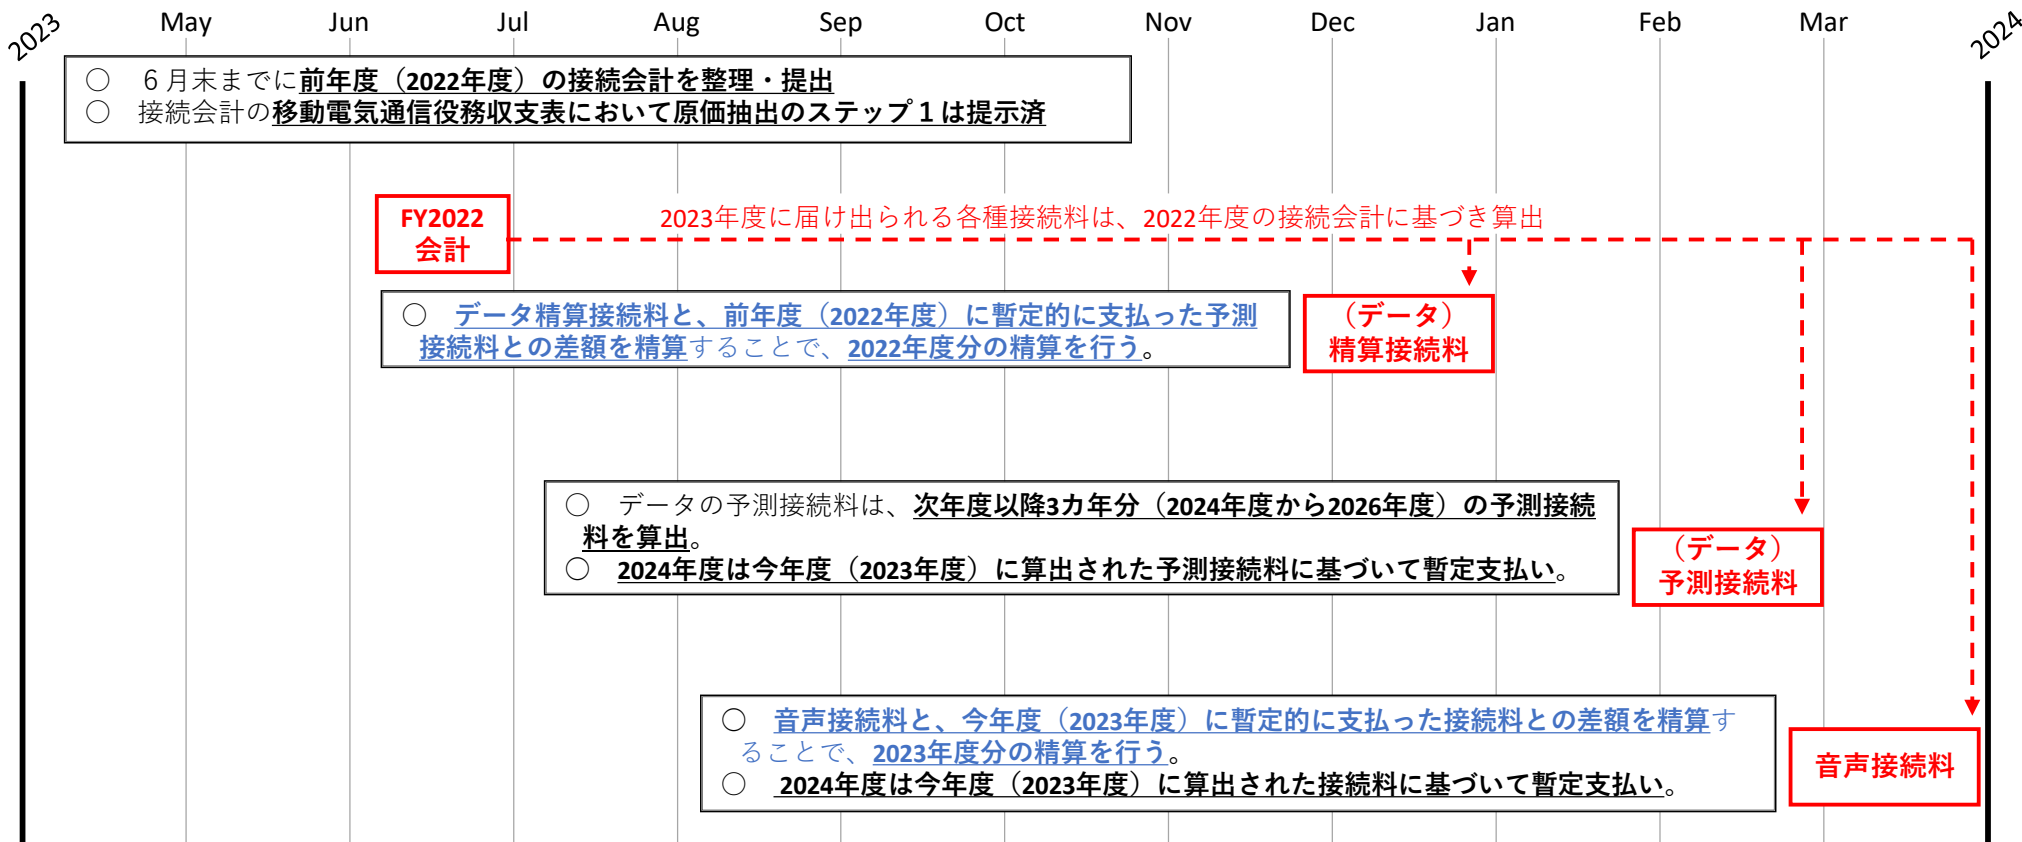 2023
May Jun Jul Aug Sep Oct Nov Dec Jan Feb Mar
2024
○ 6月末までに前年度（2022年度）の接続会計を整理・提出
○ 接続会計の移動電気通信役務収支表において原価抽出のステップ1は提示済
FY2022
会計
2023年度に届け出られる各種接続料は、2022年度の接続会計に基づき算出
○ データ精算接続料と、前年度（2022年度）に暫定的に支払った予測
接続料との差額を精算することで、2022年度分の精算を行う。
（データ）
精算接続料
○ データの予測接続料は、次年度以降3カ年分（2024年度から2026年度）の予測接続
料を算出。
○ 2024年度は今年度（2023年度）に算出された予測接続料に基づいて暫定支払い。
（データ）
予測接続料
○ 音声接続料と、今年度（2023年度）に暫定的に支払った接続料との差額を精算す
ることで、2023年度分の精算を行う。
○ 2024年度は今年度（2023年度）に算出された接続料に基づいて暫定支払い。
音声接続料